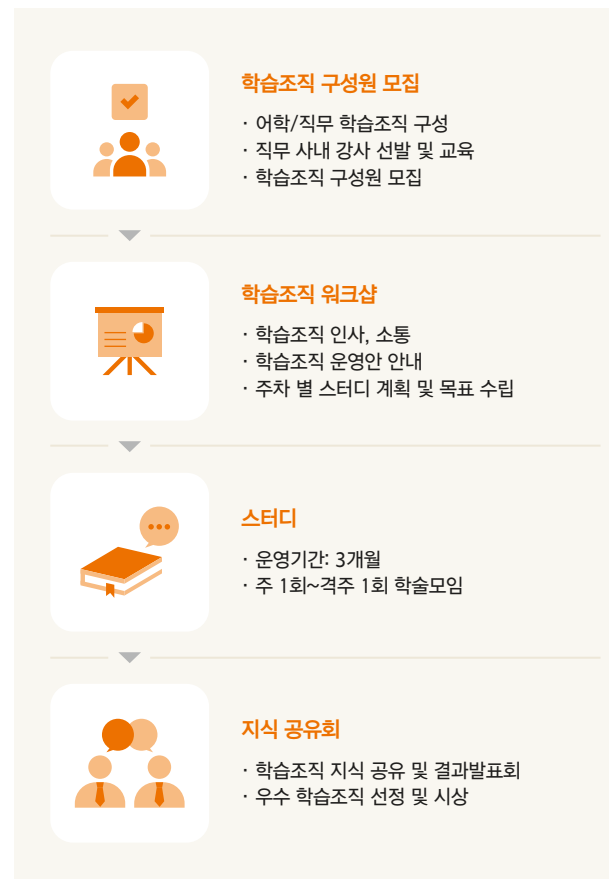 학습조직 구성원 모집
· 어학/직무 학습조직 구성
· 직무 사내 강사 선발 및 교육
· 학습조직 구성원 모집
학습조직 워크샵
· 학습조직 인사, 소통
· 학습조직 운영안 안내
· 주차 별 스터디 계획 및 목표 수립
스터디
· 운영기간: 3개월
· 주 1회~격주 1회 학술모임
지식 공유회
· 학습조직 지식 공유 및 결과발표회
· 우수 학습조직 선정 및 시상